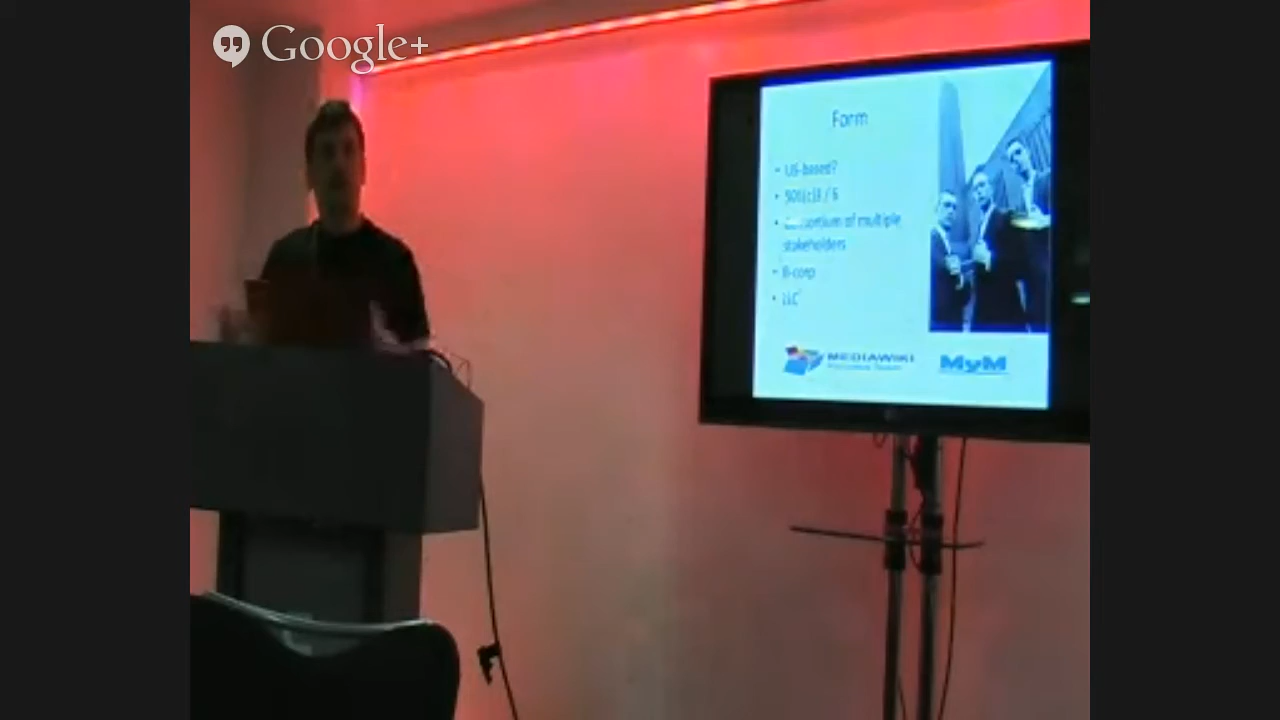 Google+
Form
• US-based?
• 501(c)3 / 6
• Consortium of multiple
stakeholders
• B-corp
• LLC
MEDIAWIKI
MyM